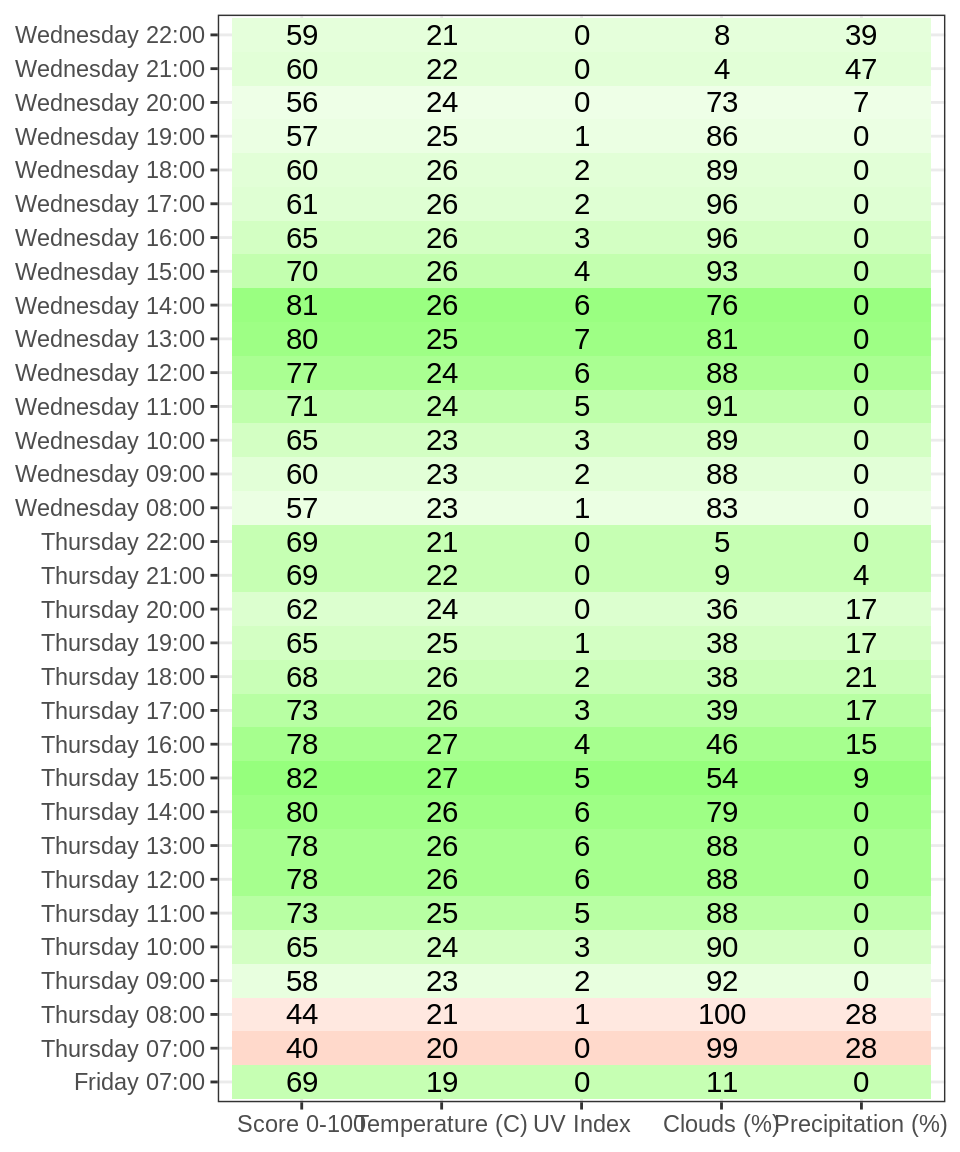 Wednesday 22:00 59 21 0 8 39
Wednesday 21:00 60 22 0 4 47
Wednesday 20:00 56 24 0 73 7
Wednesday 19:00 57 25 1 86 0
Wednesday 18:00 60 26 2 89 0
Wednesday 17:00 61 26 2 96 0
Wednesday 16:00 65 26 3 96 0
Wednesday 15:00 70 26 4 93 0
Wednesday 14:00 81 26 6 76 0
Wednesday 13:00 80 25 7 81 0
Wednesday 12:00 77 24 6 88 0
Wednesday 11:00 71 24 5 91 0
Wednesday 10:00 65 23 3 89 0
Wednesday 09:00 60 23 2 88 0
Wednesday 08:00 57 23 1 83 0
Thursday 22:00 69 21 0 5 0
Thursday 21:00 69 22 0 9 4
Thursday 20:00 62 24 0 36 17
Thursday 19:00 65 25 1 38 17
Thursday 18:00 68 26 2 38 21
Thursday 17:00 73 26 3 39 17
Thursday 16:00 78 27 4 46 15
Thursday 15:00 82 27 5 54 9
Thursday 14:00 80 26 6 79 0
Thursday 13:00 78 26 6 88 0
Thursday 12:00 78 26 6 88 0
Thursday 11:00 73 25 5 88 0
Thursday 10:00 65 24 3 90 0
Thursday 09:00 58 23 2 92 0
Thursday 08:00 44 21 1 100 28
Thursday 07:00 40 20 0 99 28
Friday 07:00 69 19 0 11 0
Score 0-100 Temperature (C) UV Index Clouds (%) Precipitation (%)